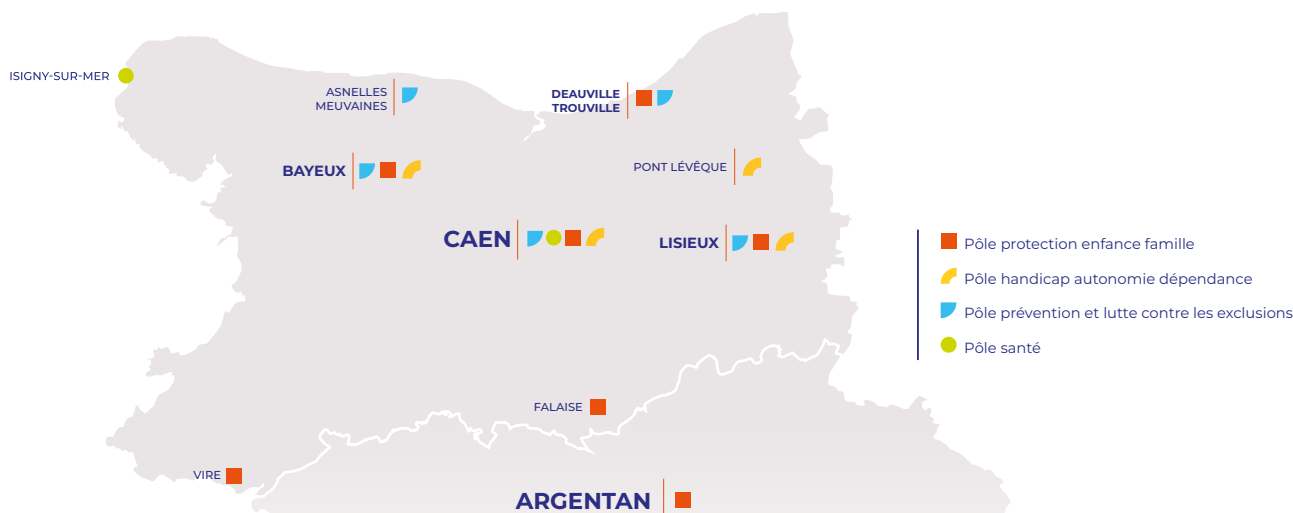 ISIGNY-SUR-MER
ASNELLES
MEUVAINES
DEAUVILLE
TROUVILLE
BAYEUX
PONT LÉVÊQUE
CAEN
LISIEUX
Pôle protection enfance famille
Pôle handicap autonomie dépendance
Pôle prévention et lutte contre les exclusions
Pôle santé
FALAISE
VIRE
ARGENTAN